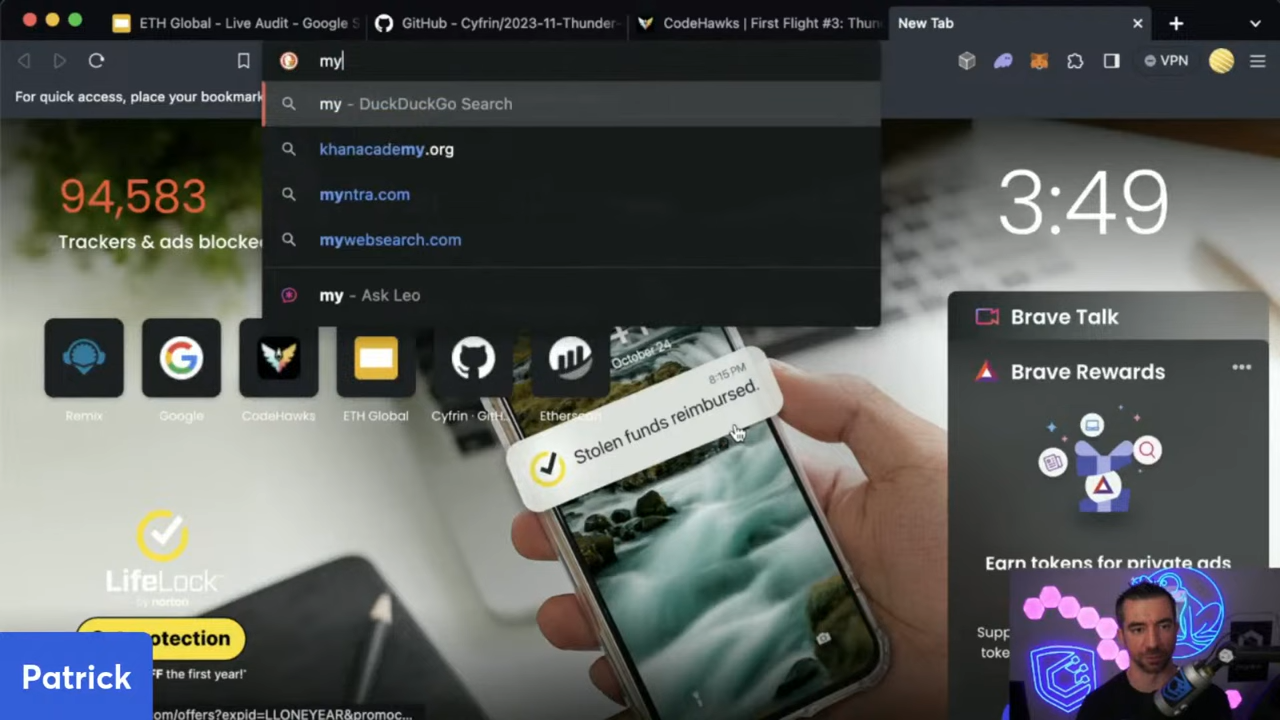 ETH Global - Live Audit - Google S
GitHub - Cyfrin/2023-11-Thunder-
CodeHawks | First Flight #3: Thun
New Tab
my
VPN
For quick access, place your bookmark
my - DuckDuckGo Search
khanacademy.org
myntra.com
mywebsearch.com
my - Ask Leo
94,583
Trackers & ads blocke
3:49
Remix
Google
CodeHawks
ETH Global
Cyfrin · GitH
Etherscan
October 24
8:15 PM
Stolen funds reimbursed.
Brave Talk
Brave Rewards
Earn tokens for private ads
Supp
toke
LifeLock
by norton
otection
FF the first year!*
om/offers?expid=LLONEYEAR&promoc...
Patrick